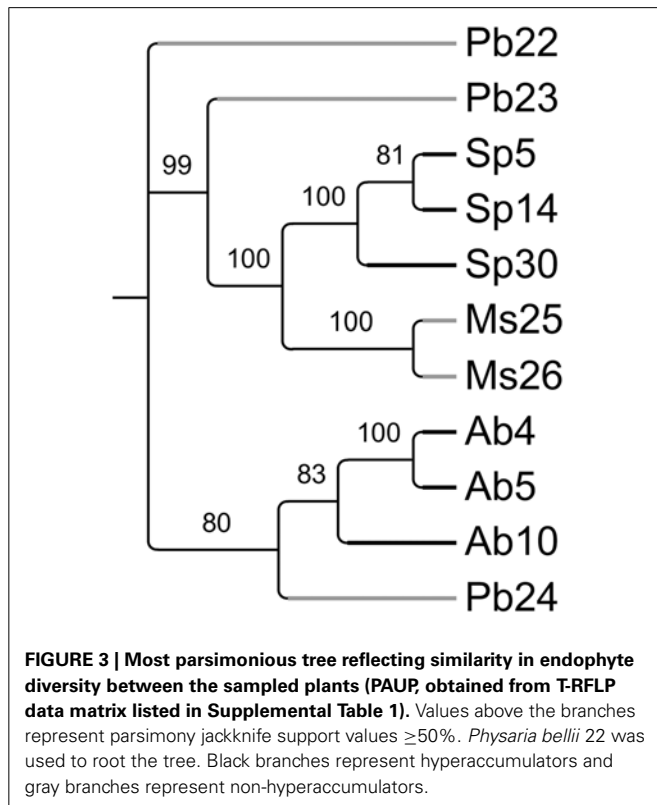 Pb22
Pb23
99
81
Sp5
Sp14
100
Sp30
100
Ms25
100
Ms26
Ab4
100
Ab5
83
Ab10
80
Pb24
FIGURE 3 | Most parsimonious tree reflecting similarity in endophyte
diversity between the sampled plants (PAUP, obtained from T-RFLP
data matrix listed in Supplemental Table 1). Values above the branches
represent parsimony jackknife support values ≥50%. Physaria bellii 22 was
used to root the tree. Black branches represent hyperaccumulators and
gray branches represent non-hyperaccumulators.